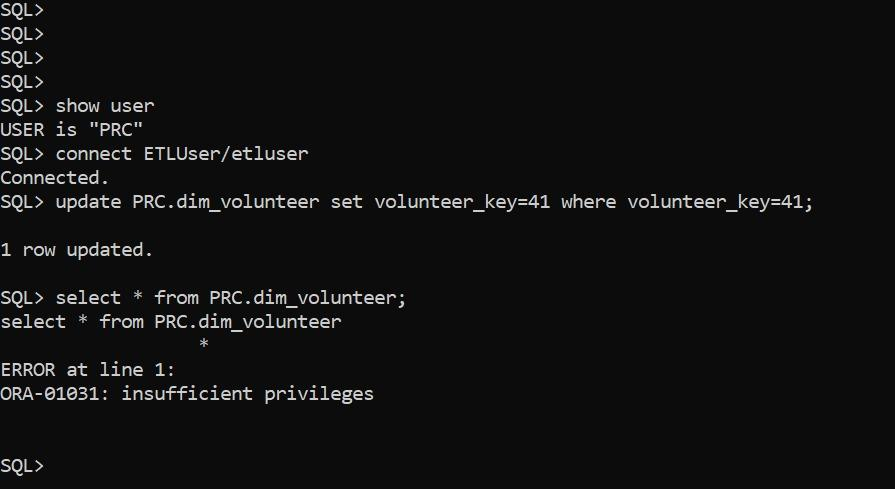 SQL>
SQL>
SQL>
SQL>
SQL> show user
USER is "PRC"
SQL> connect ETLUser/etluser
Connected.
SQL> update PRC.dim_volunteer set volunteer_key=41 where volunteer_key=41;
1 row updated.
SQL> select * from PRC.dim_volunteer;
select * from PRC.dim_volunteer
*
ERROR at line 1:
ORA-01031: insufficient privileges
SQL>